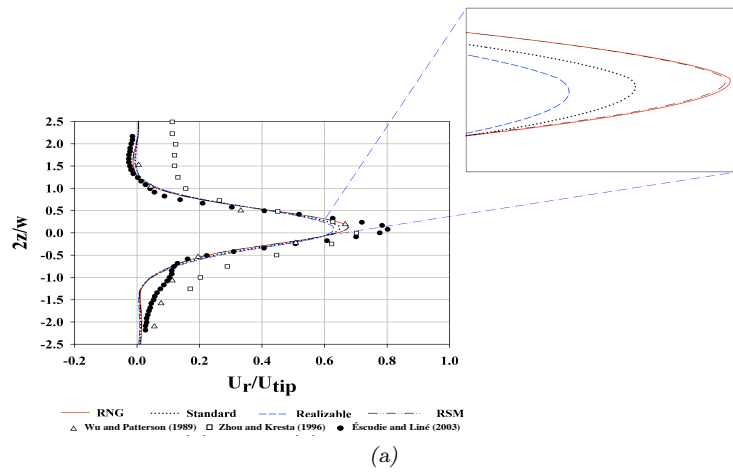 2z/w
2.5
2.0
1.5
1.0
0.5
0.0
-0.5
-1.0
-1.5
-2.0
-2.5
-0.2 0.0 0.2 0.4 0.6 0.8 1.0
Ur/Utip
RNG Standard Realizable RSM
Wu and Patterson (1989) Zhou and Kresta (1996) Éscudie and Liné (2003)
(a)